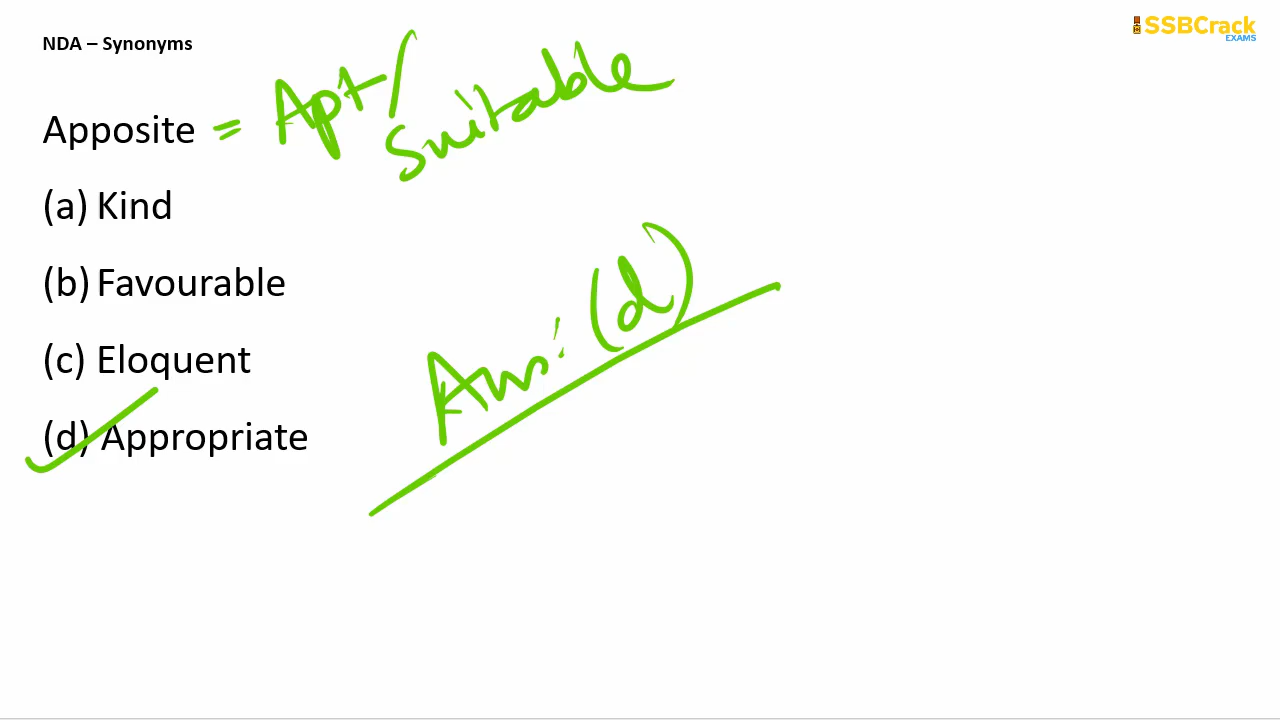 NDA – Synonyms
SSBCrack
EXAMS
Apposite = Apt/
Suitable
(a) Kind
(b) Favourable
(c) Eloquent
(d) Appropriate
Ans: (d)